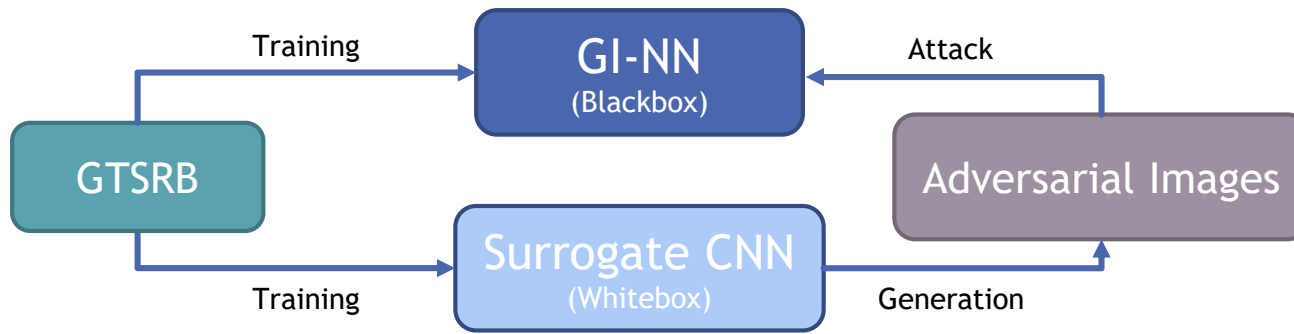 Training
GI-NN
(Blackbox)
Attack
GTSRB
Adversarial Images
Surrogate CNN
(Whitebox)
Training
Generation